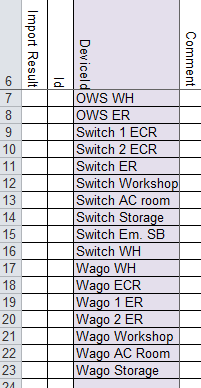 6 Import Result Id DeviceId Comment
7 OWS WH
8 OWS ER
9 Switch 1 ECR
10 Switch 2 ECR
11 Switch ER
12 Switch Workshop
13 Switch AC room
14 Switch Storage
15 Switch Em. SB
16 Switch WH
17 Wago WH
18 Wago ECR
19 Wago 1 ER
20 Wago 2 ER
21 Wago Workshop
22 Wago AC Room
23 Wago Storage